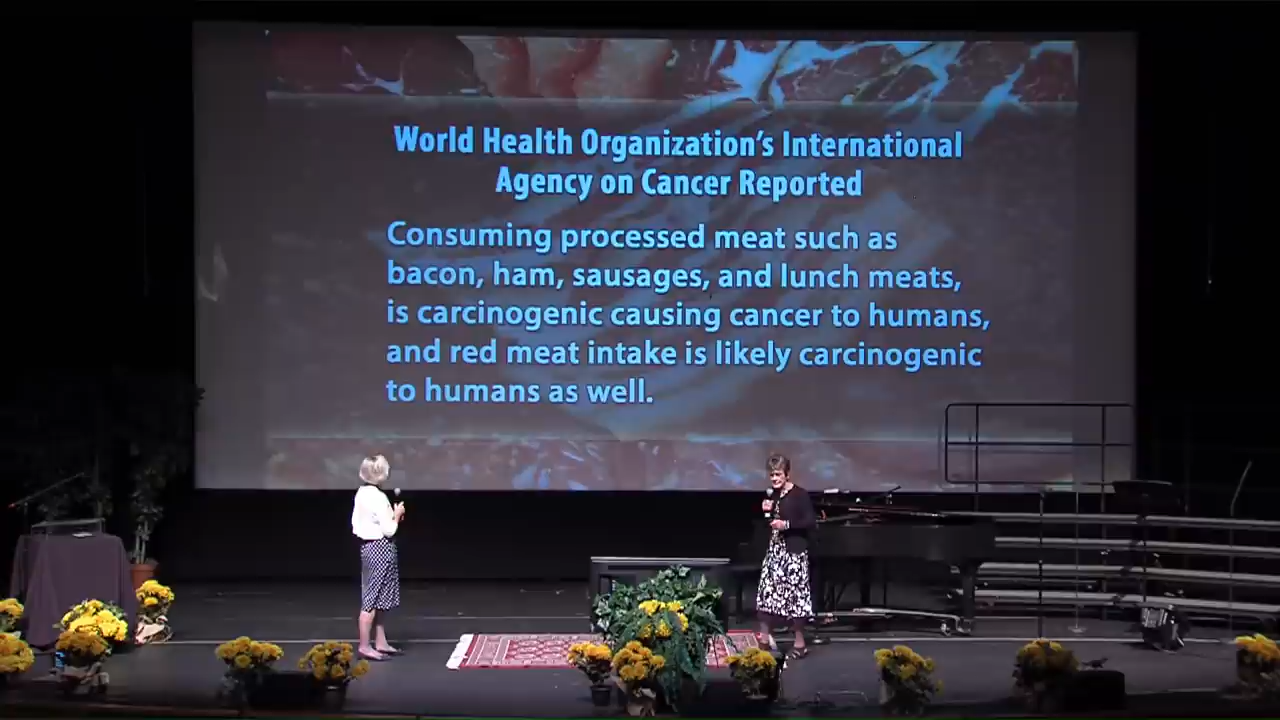 World Health Organization's International
Agency on Cancer Reported
Consuming processed meat such as
bacon, ham, sausages, and lunch meats,
is carcinogenic causing cancer to humans,
and red meat intake is likely carcinogenic
to humans as well.